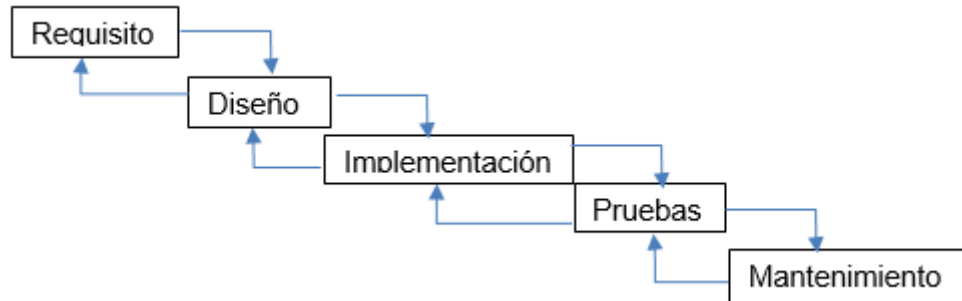 Requisito
Diseño
Implementación
Pruebas
Mantenimiento